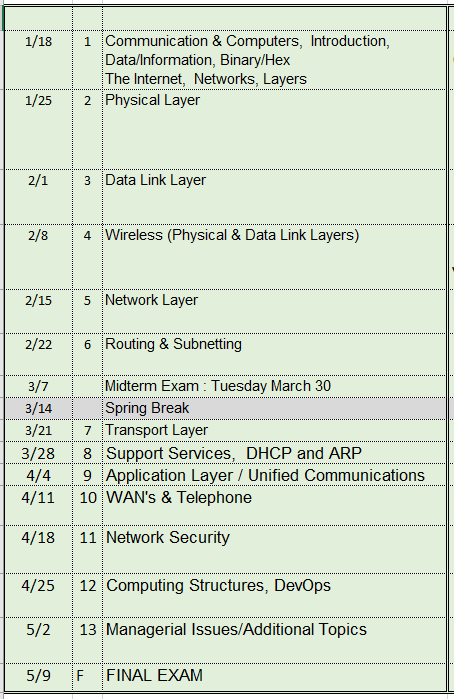 1/18 1 Communication & Computers, Introduction,
Data/Information, Binary/Hex
The Internet, Networks, Layers
1/25 2 Physical Layer
2/1 3 Data Link Layer
2/8 4 Wireless (Physical & Data Link Layers)
2/15 5 Network Layer
2/22 6 Routing & Subnetting
3/7 Midterm Exam : Tuesday March 30
3/14 Spring Break
3/21 7 Transport Layer
3/28 8 Support Services, DHCP and ARP
4/4 9 Application Layer / Unified Communications
4/11 10 WAN's & Telephone
4/18 11 Network Security
4/25 12 Computing Structures, DevOps
5/2 13 Managerial Issues/Additional Topics
5/9 F FINAL EXAM